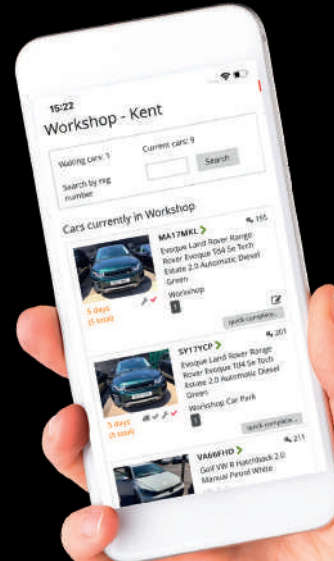 15:22
Workshop - Kent
Waiting cars: 1 Current cars: 9
Search by reg number Search
Cars currently in Workshop
MA17MKL 195
Evoque Land Rover Range
Rover Evoque Td4 Se Tech
Estate 2.0 Automatic Diesel
Green
Workshop
1
5 days
(5 total)
quick complete...
SY17YCP 201
Evoque Land Rover Range
Rover Evoque Td4 Se Tech
Estate 2.0 Automatic Diesel
Green
Workshop Car Park
1
5 days
(5 total)
quick complete...
VA66FHD 211
Golf VW R Hatchback 2.0
Manual Petrol White